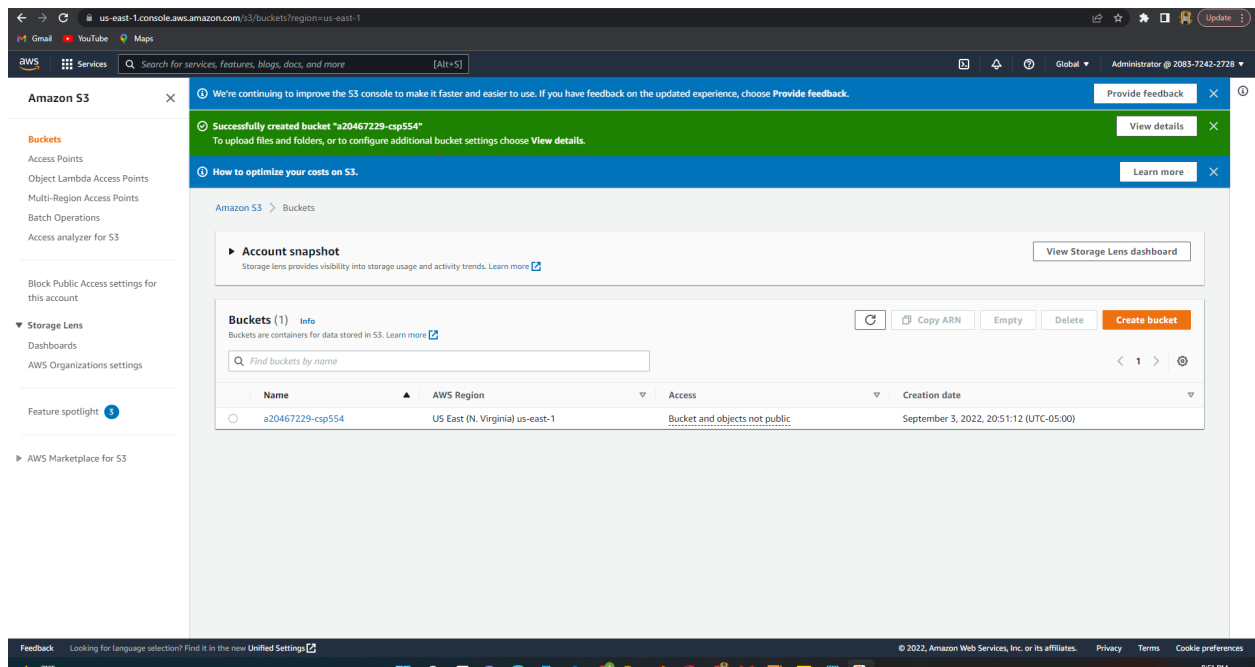 us-east-1.console.aws.amazon.com/s3/buckets?region=us-east-1
Update
Gmail YouTube Maps
aws Services Search for services, features, blogs, docs, and more [Alt+S] Global Administrator @ 2083-7242-2728
Amazon S3
Buckets
Access Points
Object Lambda Access Points
Multi-Region Access Points
Batch Operations
Access analyzer for S3
Block Public Access settings for
this account
Storage Lens
Dashboards
AWS Organizations settings
Feature spotlight 3
AWS Marketplace for S3
We're continuing to improve the S3 console to make it faster and easier to use. If you have feedback on the updated experience, choose Provide feedback.
Provide feedback
Successfully created bucket "a20467229-csp554"
To upload files and folders, or to configure additional bucket settings choose View details.
View details
How to optimize your costs on S3.
Learn more
Amazon S3 > Buckets
Account snapshot
Storage lens provides visibility into storage usage and activity trends. Learn more
View Storage Lens dashboard
Buckets (1) Info
Buckets are containers for data stored in S3. Learn more
Copy ARN Empty Delete Create bucket
Find buckets by name
< 1 >
Name AWS Region Access Creation date
a20467229-csp554 US East (N. Virginia) us-east-1 Bucket and objects not public September 3, 2022, 20:51:12 (UTC-05:00)
Feedback Looking for language selection? Find it in the new Unified Settings © 2022, Amazon Web Services, Inc. or its affiliates. Privacy Terms Cookie preferences